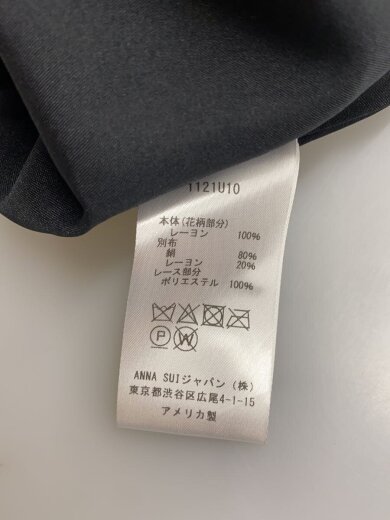 1121U10
本体(花柄部分)
レーヨン 100%
別布
絹 80%
レーヨン 20%
レース部分
ポリエステル 100%
P W
ANNA SUIジャパン(株)
東京都渋谷区広尾4-1-15
アメリカ製